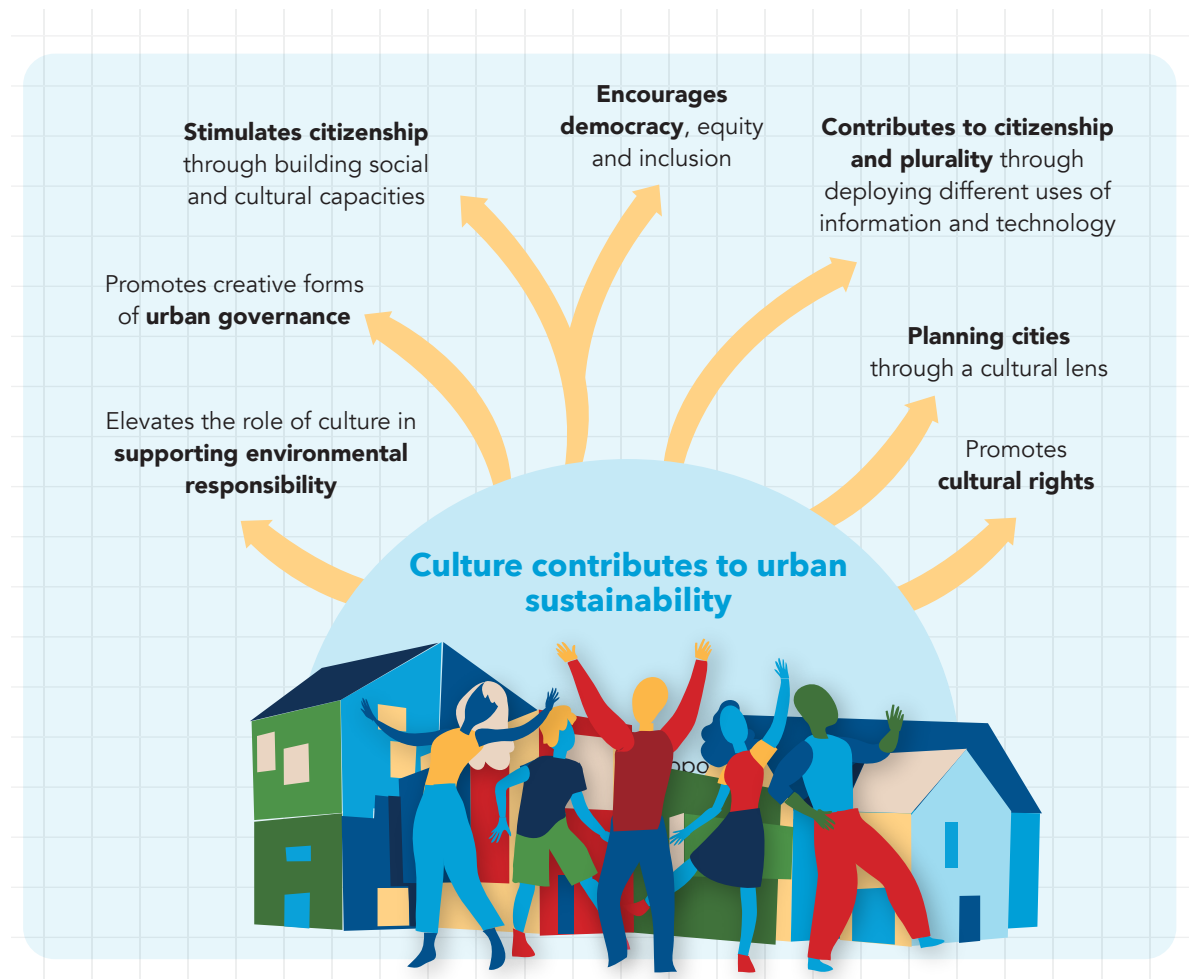 Encourages
democracy, equity
and inclusion
Stimulates citizenship
through building social
and cultural capacities
Contributes to citizenship
and plurality through
deploying different uses of
information and technology
Promotes creative forms
of urban governance
Planning cities
through a cultural lens
Elevates the role of culture in
supporting environmental
responsibility
Promotes
cultural rights
Culture contributes to urban
sustainability